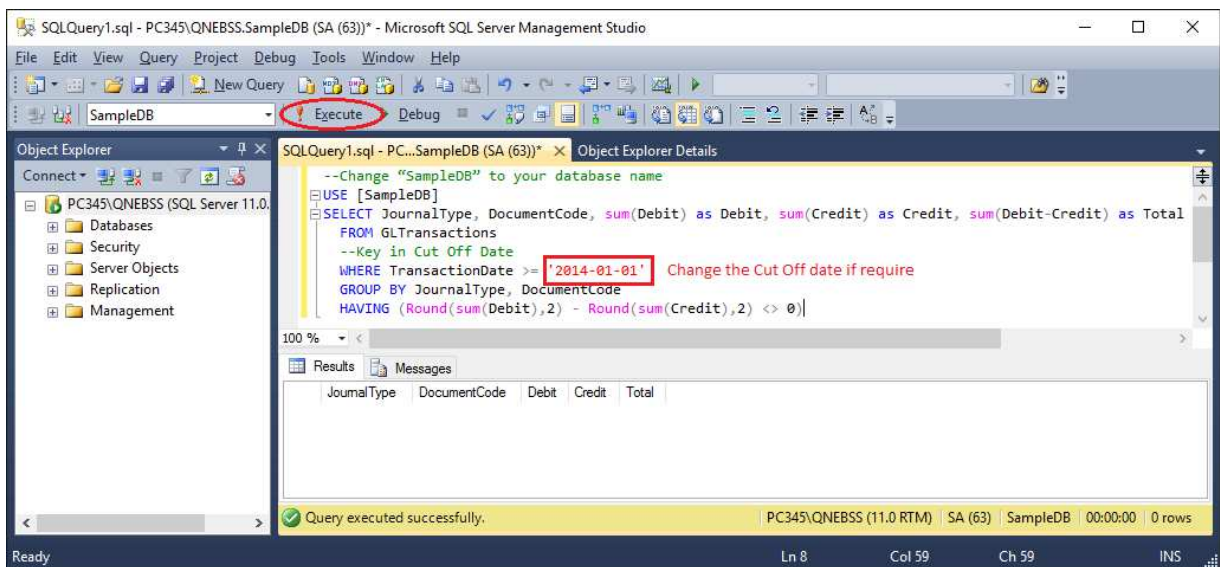 SQLQuery1.sql - PC345\QNEBSS.SampleDB (SA (63))* - Microsoft SQL Server Management Studio
File Edit View Query Project Debug Tools Window Help
New Query
SampleDB Execute Debug
Object Explorer
Connect
PC345\QNEBSS (SQL Server 11.0.
Databases
Security
Server Objects
Replication
Management
SQLQuery1.sql - PC...SampleDB (SA (63))* Object Explorer Details
--Change “SampleDB” to your database name
USE [SampleDB]
SELECT JournalType, DocumentCode, sum(Debit) as Debit, sum(Credit) as Credit, sum(Debit-Credit) as Total
FROM GLTransactions
--Key in Cut Off Date
WHERE TransactionDate >= '2014-01-01' Change the Cut Off date if require
GROUP BY JournalType, DocumentCode
HAVING (Round(sum(Debit),2) - Round(sum(Credit),2) <> 0)
100 %
Results Messages
JournalType DocumentCode Debit Credit Total
Query executed successfully. PC345\QNEBSS (11.0 RTM) SA (63) SampleDB 00:00:00 0 rows
Ready Ln 8 Col 59 Ch 59 INS